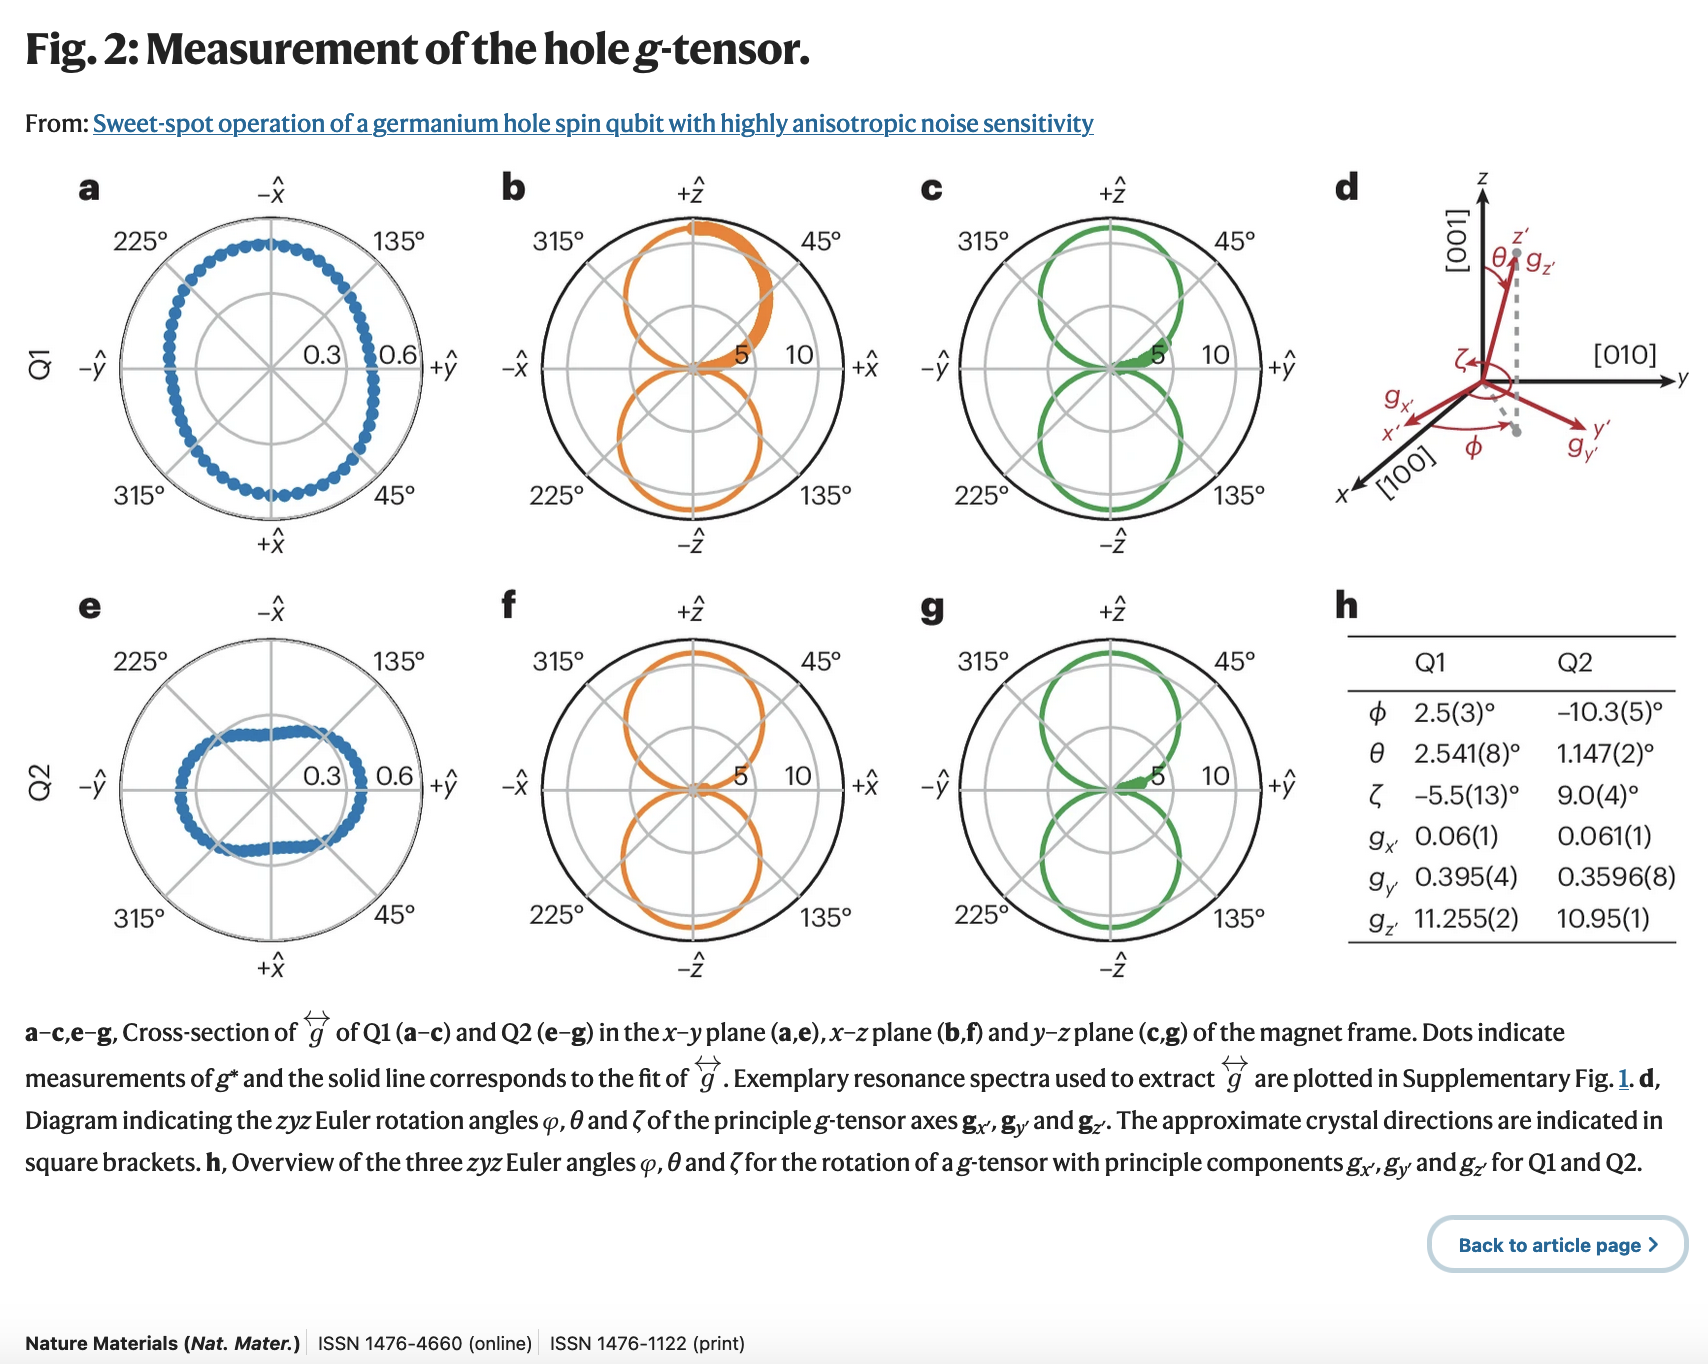 Fig. 2: Measurement of the hole g-tensor.
From: Sweet-spot operation of a germanium hole spin qubit with highly anisotropic noise sensitivity
a
b
c
d
Q1
−x̂
225°
135°
−ŷ
0.3
0.6
+ŷ
315°
45°
+x̂
+ẑ
315°
45°
−x̂
5
10
+x̂
225°
135°
−ẑ
+ẑ
315°
45°
−ŷ
5
10
+ŷ
225°
135°
−ẑ
z
[001]
θ
z′
g_z′
ζ
[010]
y
g_x′
x′
y′
g_y′
ϕ
[100]
x
e
f
g
h
Q2
−x̂
225°
135°
−ŷ
0.3
0.6
+ŷ
315°
45°
+x̂
+ẑ
315°
45°
−x̂
5
10
+x̂
225°
135°
−ẑ
+ẑ
315°
45°
−ŷ
5
10
+ŷ
225°
135°
−ẑ
Q1 Q2
ϕ 2.5(3)° −10.3(5)°
θ 2.541(8)° 1.147(2)°
ζ −5.5(13)° 9.0(4)°
g_x′ 0.06(1) 0.061(1)
g_y′ 0.395(4) 0.3596(8)
g_z′ 11.255(2) 10.95(1)
a–c,e–g, Cross-section of g⃡ of Q1 (a–c) and Q2 (e–g) in the x–y plane (a,e), x–z plane (b,f) and y–z plane (c,g) of the magnet frame. Dots indicate
measurements of g* and the solid line corresponds to the fit of g⃡. Exemplary resonance spectra used to extract g⃡ are plotted in Supplementary Fig. 1. d,
Diagram indicating the zyz Euler rotation angles φ, θ and ζ of the principle g-tensor axes g_x′, g_y′ and g_z′. The approximate crystal directions are indicated in
square brackets. h, Overview of the three zyz Euler angles φ, θ and ζ for the rotation of a g-tensor with principle components g_x′, g_y′ and g_z′ for Q1 and Q2.
Back to article page >
Nature Materials (Nat. Mater.) ISSN 1476-4660 (online) ISSN 1476-1122 (print)